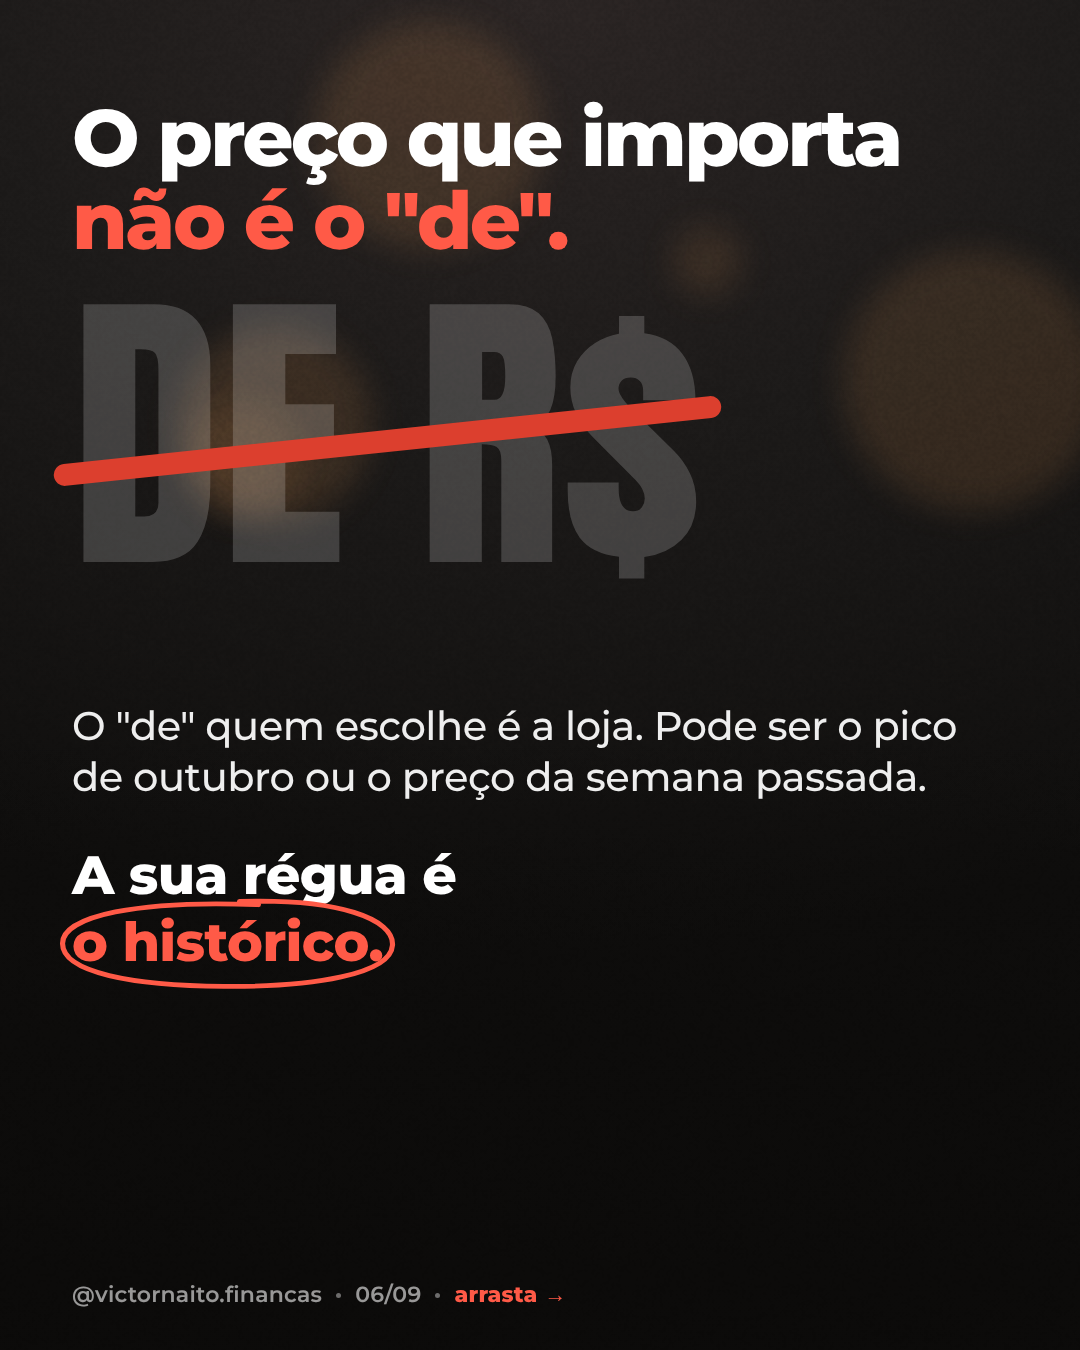 O preço que importa
não é o "de".
DE R$
O "de" quem escolhe é a loja. Pode ser o pico
de outubro ou o preço da semana passada.
A sua régua é
o histórico.
@victornaito.financas • 06/09 • arrasta →